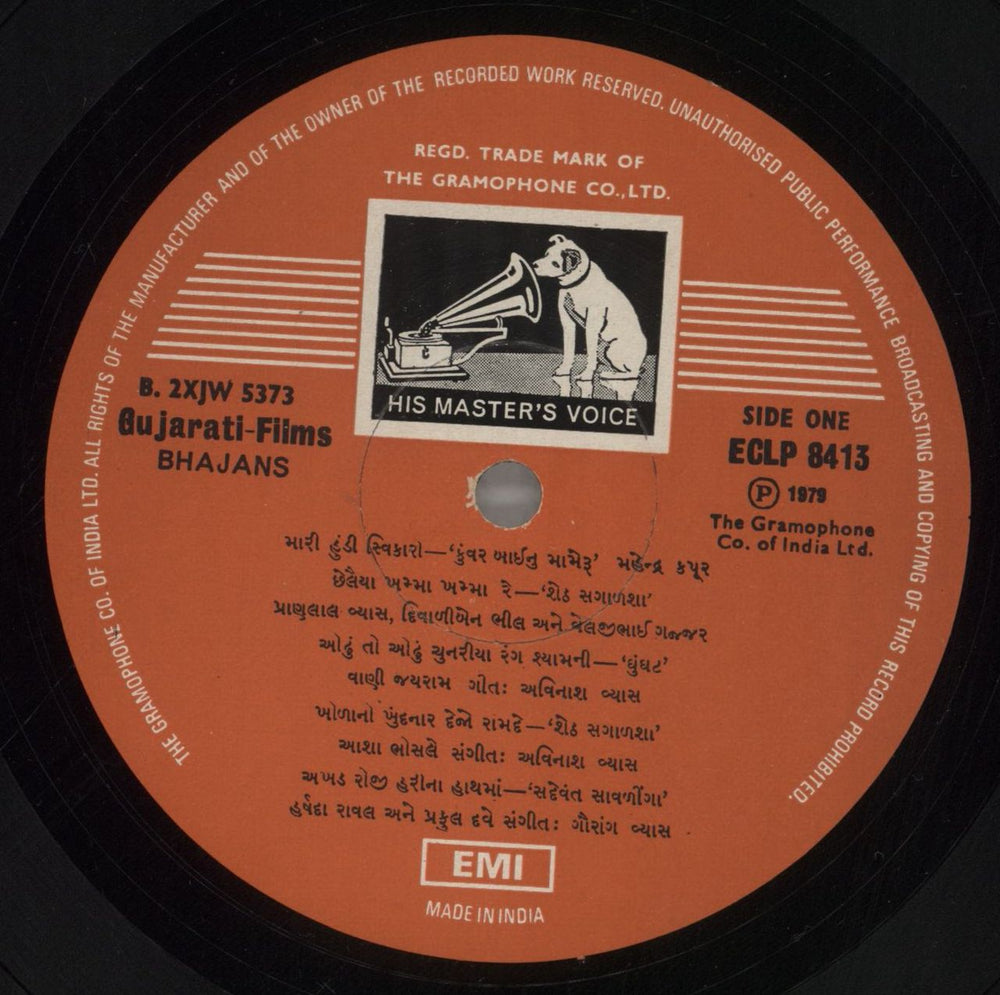 THE GRAMOPHONE CO. OF INDIA LTD. ALL RIGHTS OF THE MANUFACTURER AND OF THE OWNER OF THE RECORDED WORK RESERVED. UNAUTHORISED PUBLIC PERFORMANCE BROADCASTING AND COPYING OF THIS RECORD PROHIBITED.
REGD. TRADE MARK OF
THE GRAMOPHONE CO.,LTD.
HIS MASTER'S VOICE
B. 2XJW 5373
Gujarati-Films
BHAJANS
SIDE ONE
ECLP 8413
Ⓟ 1979
The Gramophone
Co. of India Ltd.
મારી હુંડી સ્વિકારો—‘કુંવર બાઈનુ મામેરૂ’ મહેન્દ્ર કપૂર
છેલૈયા ખમ્મા ખમ્મા રે—‘શેઠ સગાળશા’
પ્રાણલાલ વ્યાસ, દિવાળીબેન ભીલ અને વેલજીભાઈ ગજ્જર
ઓઢું તો ઓઢું ચુનરીયા રંગ શ્યામની—‘ઘુંઘટ’
વાણી જયરામ ગીતઃ અવિનાશ વ્યાસ
ખોળાનો ખુંદનાર દેજો રામદે—‘શેઠ સગાળશા’
આશા ભોસલે સંગીતઃ અવિનાશ વ્યાસ
અખડ રોજી હરીના હાથમાં—‘સદેવંત સાવળીંગા’
હર્ષદા રાવલ અને પ્રફુલ દવે સંગીતઃ ગૌરાંગ વ્યાસ
EMI
MADE IN INDIA